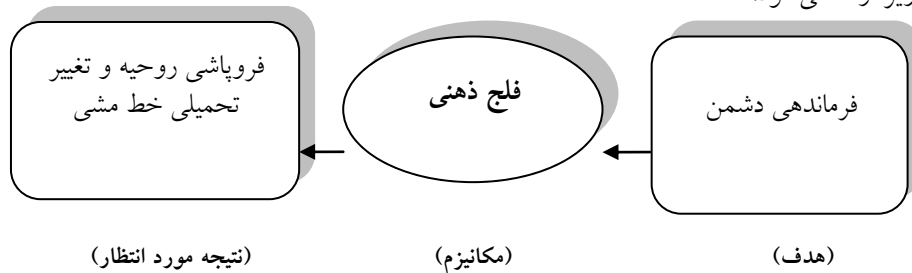 فرماندهی دشمن
فلج ذهنی
فروپاشی روحیه و تغییر
تحمیلی خط مشی
(هدف)
(مکانیزم)
(نتیجه مورد انتظار)